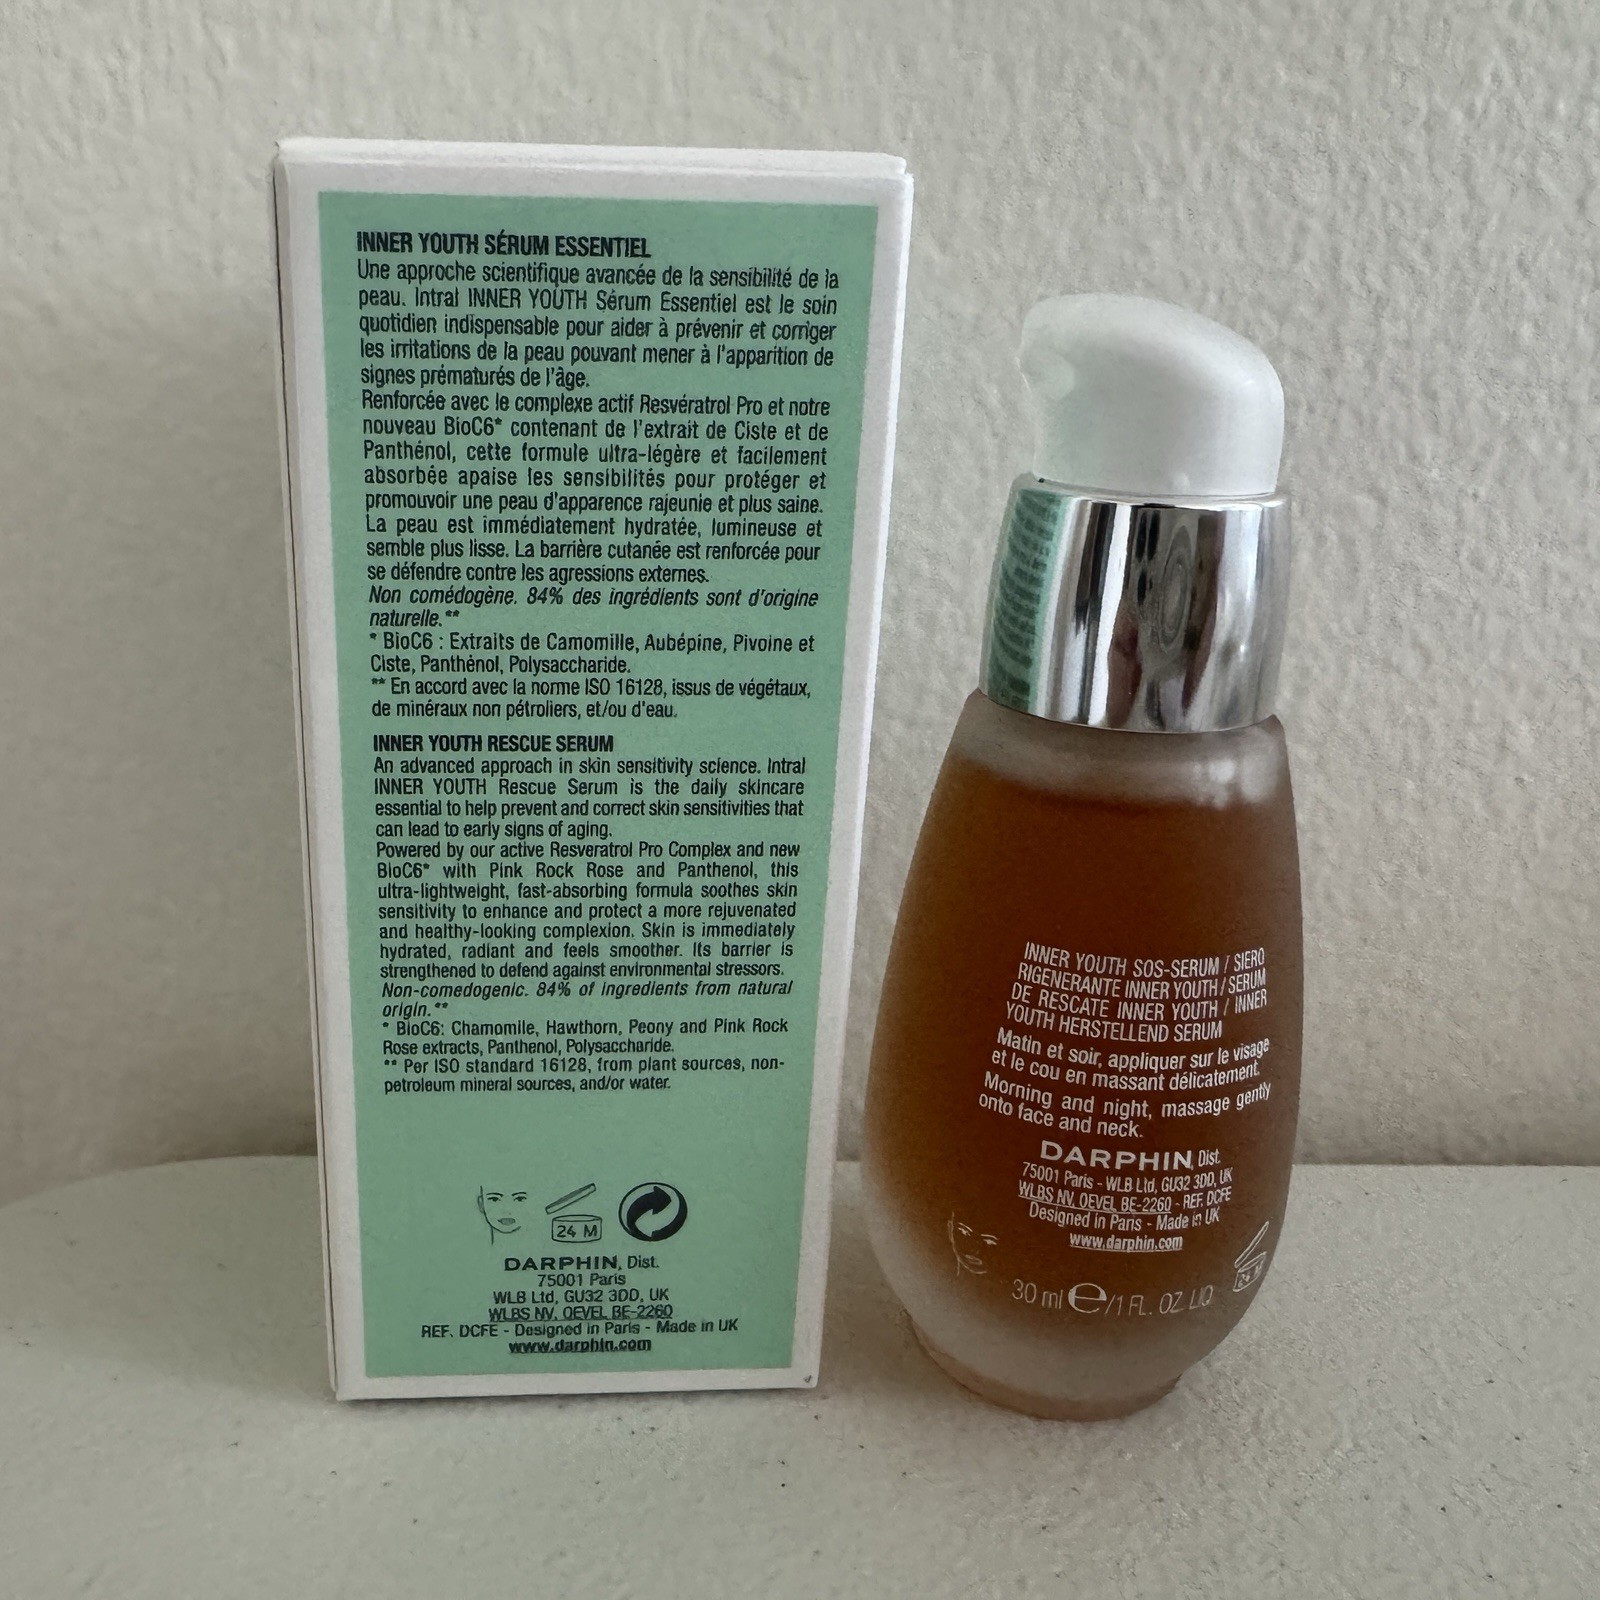 INNER YOUTH SÉRUM ESSENTIEL
Une approche scientifique avancée de la sensibilité de la
peau. Intral INNER YOUTH Sérum Essentiel est le soin
quotidien indispensable pour aider à prévenir et corriger
les irritations de la peau pouvant mener à l'apparition de
signes prématurés de l'âge.
Renforcée avec le complexe actif Resvératrol Pro et notre
nouveau BioC6* contenant de l'extrait de Ciste et de
Panthénol, cette formule ultra-légère et facilement
absorbée apaise les sensibilités pour protéger et
promouvoir une peau d'apparence rajeunie et plus saine.
La peau est immédiatement hydratée, lumineuse et
semble plus lisse. La barrière cutanée est renforcée pour
se défendre contre les agressions externes.
Non comédogène. 84% des ingrédients sont d'origine
naturelle.**
* BioC6 : Extraits de Camomille, Aubépine, Pivoine et
Ciste, Panthénol, Polysaccharide.
** En accord avec la norme ISO 16128, issus de végétaux,
de minéraux non pétroliers, et/ou d'eau.
INNER YOUTH RESCUE SERUM
An advanced approach in skin sensitivity science. Intral
INNER YOUTH Rescue Serum is the daily skincare
essential to help prevent and correct skin sensitivities that
can lead to early signs of aging.
Powered by our active Resveratrol Pro Complex and new
BioC6* with Pink Rock Rose and Panthenol, this
ultra-lightweight, fast-absorbing formula soothes skin
sensitivity to enhance and protect a more rejuvenated
and healthy-looking complexion. Skin is immediately
hydrated, radiant and feels smoother. Its barrier is
strengthened to defend against environmental stressors.
Non-comedogenic. 84% of ingredients from natural
origin.**
* BioC6: Chamomile, Hawthorn, Peony and Pink Rock
Rose extracts, Panthenol, Polysaccharide.
** Per ISO standard 16128, from plant sources, non-
petroleum mineral sources, and/or water.
24 M
DARPHIN, Dist.
75001 Paris
WLB Ltd, GU32 3DD, UK
WLBS NV, OEVEL BE-2260
REF. DCFE - Designed in Paris - Made in UK
www.darphin.com
INNER YOUTH SOS-SERUM / SIERO
RIGENERANTE INNER YOUTH / SERUM
DE RESCATE INNER YOUTH / INNER
YOUTH HERSTELLEND SERUM
Matin et soir, appliquer sur le visage
et le cou en massant délicatement.
Morning and night, massage gently
onto face and neck.
DARPHIN, Dist.
75001 Paris - WLB Ltd, GU32 3DD, UK
WLBS NV, OEVEL BE-2260 - REF. DCFE
Designed in Paris - Made in UK
www.darphin.com
24 M
30 ml e/1 FL. OZ. LIQ.